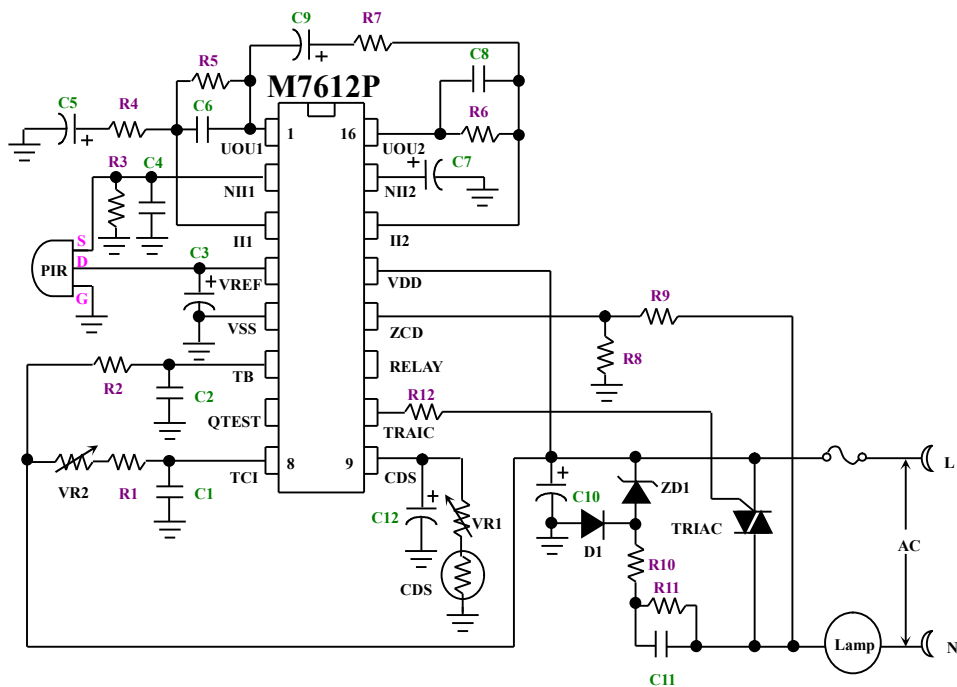 C9
R7
R5
C8
M7612P
C5
R4
C6
R6
1
16
UOU1
UOU2
R3
C4
+
C7
NII1
NII2
S
II1
II2
PIR
D
C3
VREF
VDD
G
+
R9
VSS
ZCD
R8
R2
TB
RELAY
C2
R12
QTEST
TRAIC
8
9
VR2
R1
C1
TCI
CDS
+
+
C10
ZD1
L
C12
VR1
TRIAC
D1
AC
R10
CDS
R11
Lamp
N
C11
+
+